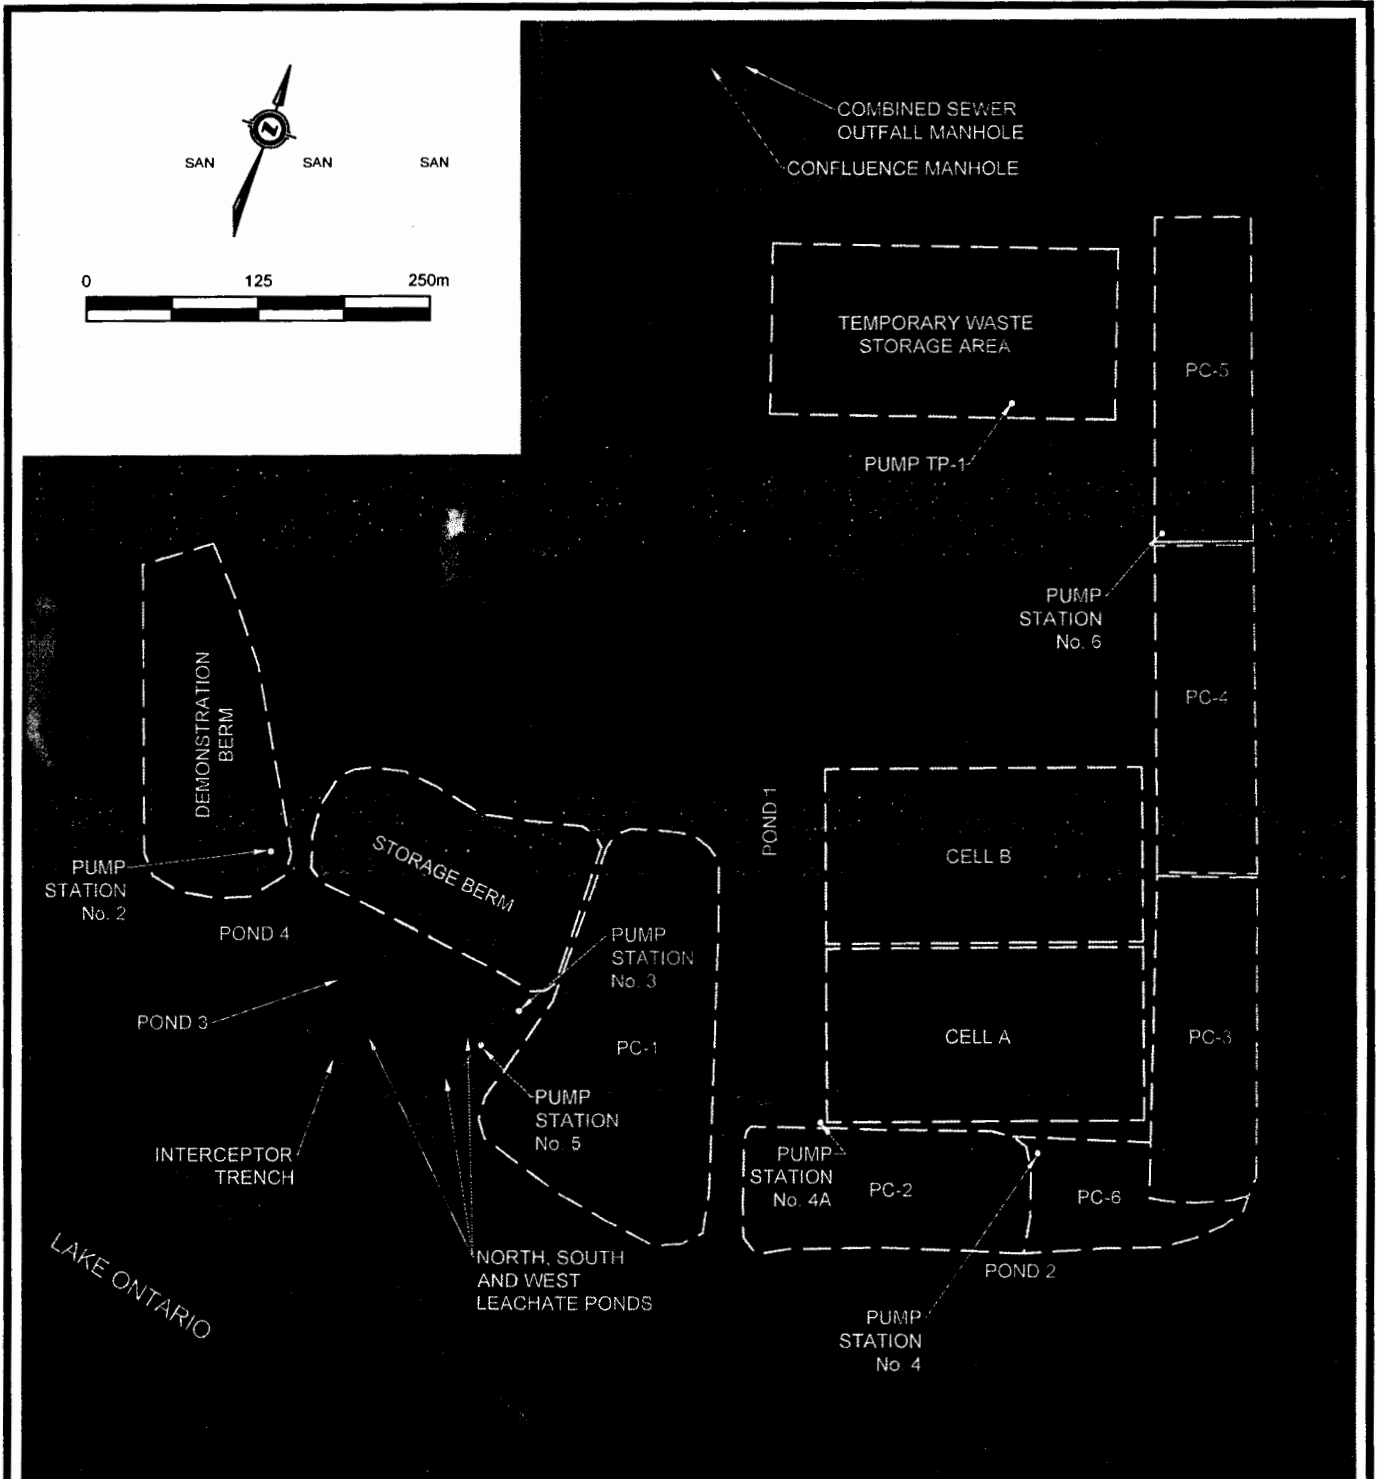 COMBINED SEWER
OUTFALL MANHOLE
CONFLUENCE MANHOLE
N
SAN SAN SAN
0 125 250m
TEMPORARY WASTE
STORAGE AREA
PC-5
PUMP TP-1
PUMP
STATION
No. 6
PC-4
DEMONSTRATION
BERM
POND 1
STORAGE BERM
CELL B
PUMP
STATION
No. 2
POND 4
PUMP
STATION
No. 3
POND 3
PC-1
CELL A
PC-3
PUMP
STATION
No. 5
INTERCEPTOR
TRENCH
PUMP
STATION
No. 4A
PC-2
PC-6
LAKE ONTARIO
NORTH, SOUTH
AND WEST
LEACHATE PONDS
POND 2
PUMP
STATION
No. 4